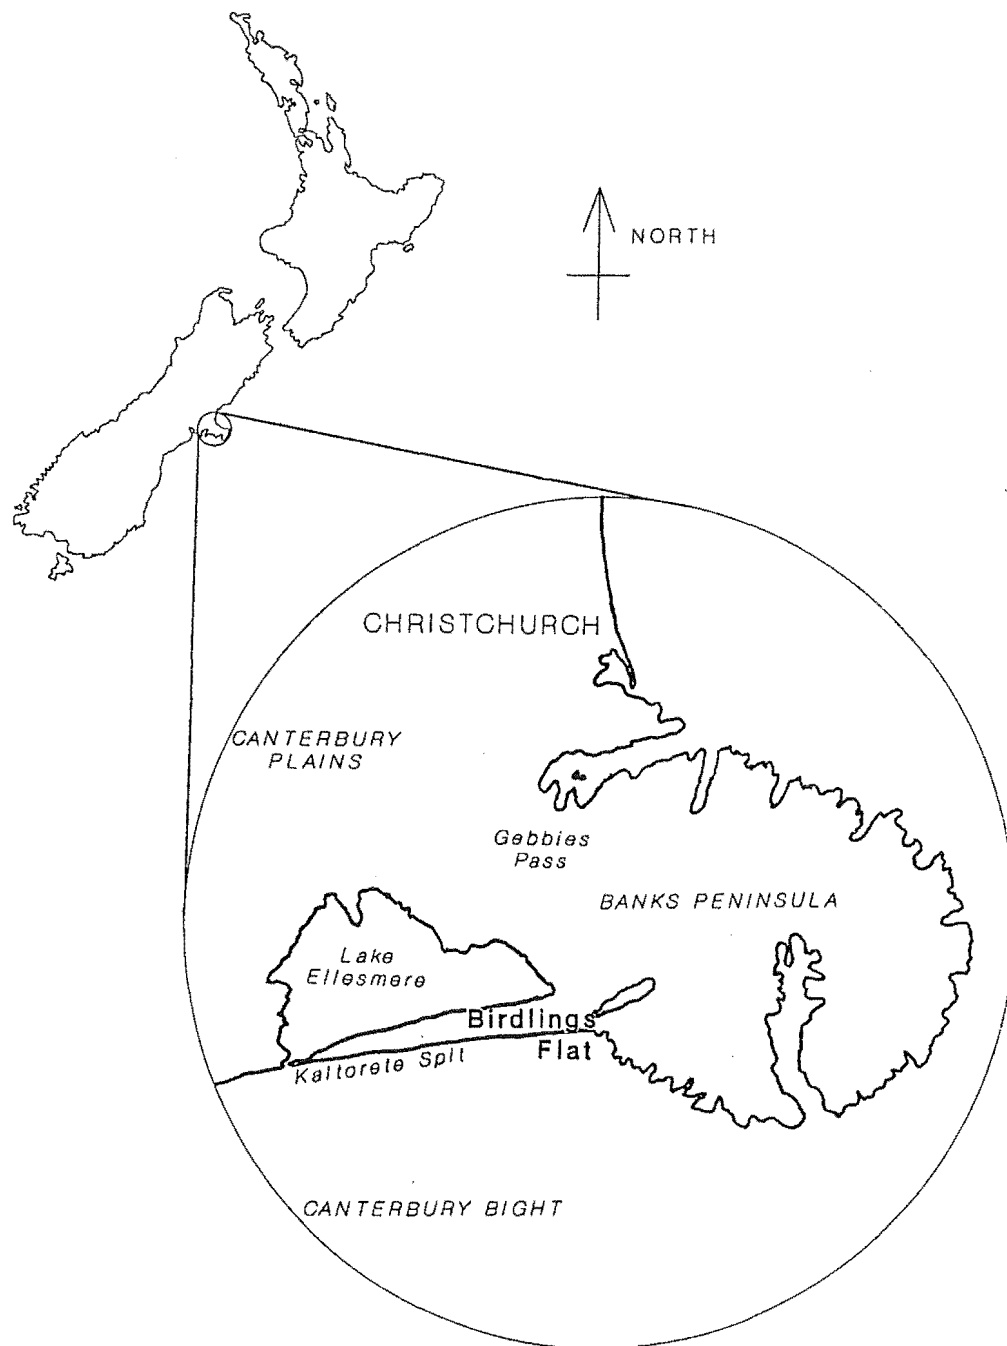 NORTH
CHRISTCHURCH
CANTERBURY
PLAINS
Gebbies
Pass
BANKS PENINSULA
Lake
Ellesmere
Birdlings
Flat
Kaitorete Spit
CANTERBURY BIGHT